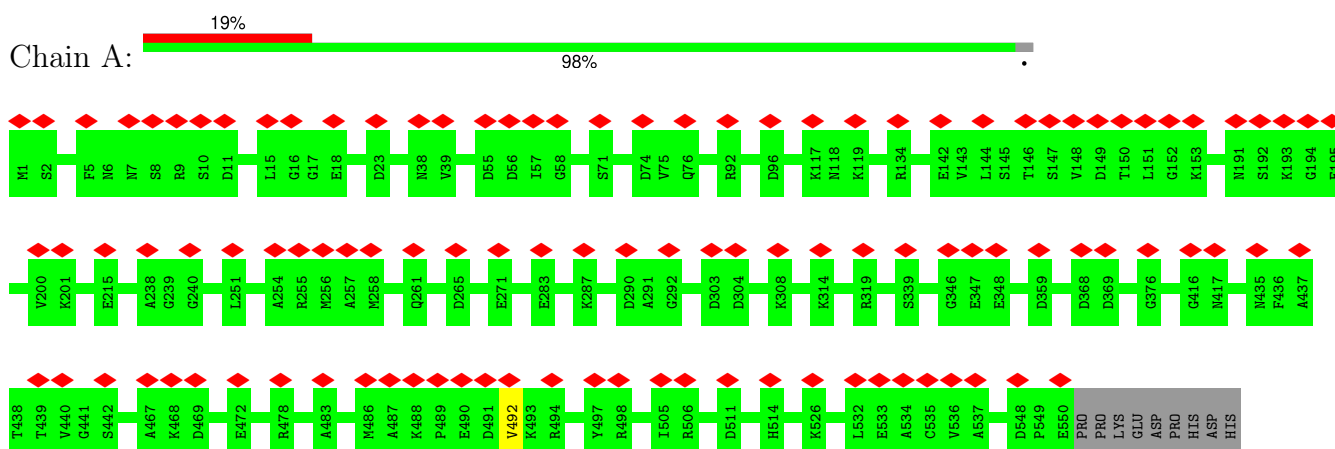 19%
Chain A:
98%
M1 S2 F5 N6 N7 S8 R9 S10 D11 L15 G16 G17 E18 D23 N38 V39 D55 D56 I57 G58 S71 D74 V75 Q76 R92 D96 K117 N118 K119 R134 E142 V143 L144 S145 T146 S147 V148 D149 T150 L151 G152 K153 N191 S192 K193 G194
V200 K201 E215 A238 G239 G240 L251 A254 R255 M256 A257 M258 Q261 D265 E271 E283 K287 D290 A291 G292 D303 D304 K308 K314 R319 S339 G346 E347 E348 D359 D368 D369 G376 G416 N417 N435 F436 A437
T438 T439 V440 G441 S442 A467 K468 D469 E472 R478 A483 M486 A487 K488 P489 E490 D491 V492 K493 R494 Y497 R498 I505 R506 D511 H514 K526 L532 E533 A534 C535 V536 A537 D548 P549 E550 PRO PRO LYS GLU ASP PRO HIS ASP HIS